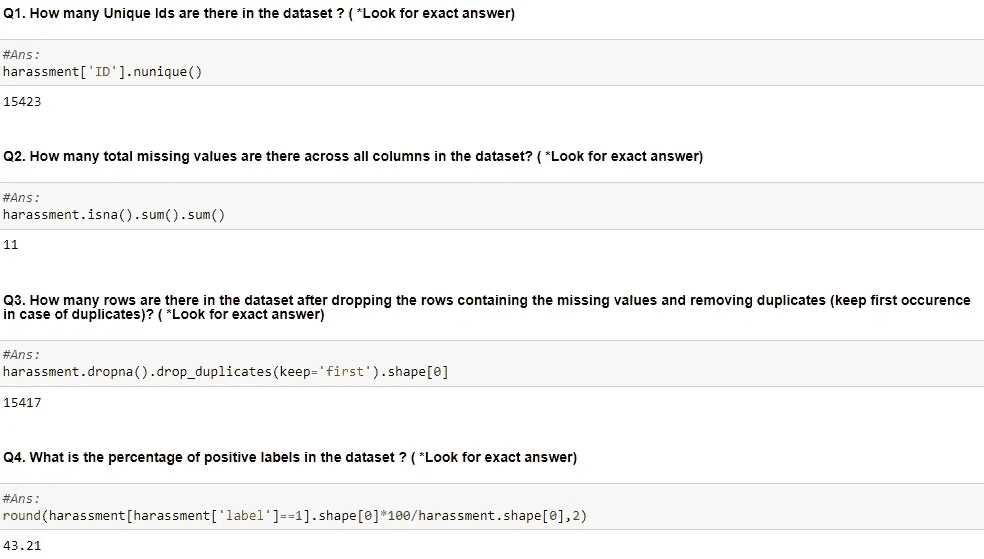 Q1. How many Unique Ids are there in the dataset ? ( *Look for exact answer)
#Ans:
harassment['ID'].nunique()
15423
Q2. How many total missing values are there across all columns in the dataset? ( *Look for exact answer)
#Ans:
harassment.isna().sum().sum()
11
Q3. How many rows are there in the dataset after dropping the rows containing the missing values and removing duplicates (keep first occurence
in case of duplicates)? ( *Look for exact answer)
#Ans:
harassment.dropna().drop_duplicates(keep='first').shape[0]
15417
Q4. What is the percentage of positive labels in the dataset ? ( *Look for exact answer)
#Ans:
round(harassment[harassment['label']==1].shape[0]*100/harassment.shape[0],2)
43.21